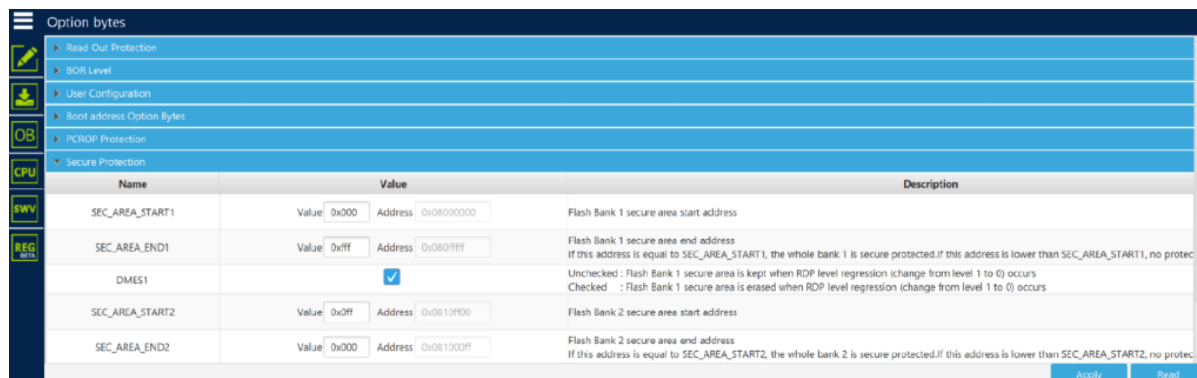 Option bytes
Read Out Protection
BOR Level
User Configuration
Boot address Option Bytes
PCROP Protection
Secure Protection
OB
CPU
SWV
REG
BETA
Name Value Description
SEC_AREA_START1 Value 0x000 Address 0x08000000 Flash Bank 1 secure area start address
SEC_AREA_END1 Value 0xfff Address 0x080fffff Flash Bank 1 secure area end address
If this address is equal to SEC_AREA_START1, the whole bank 1 is secure protected.If this address is lower than SEC_AREA_START1, no protec
DMES1 Unchecked : Flash Bank 1 secure area is kept when RDP level regression (change from level 1 to 0) occurs
Checked : Flash Bank 1 secure area is erased when RDP level regression (change from level 1 to 0) occurs
SEC_AREA_START2 Value 0x0ff Address 0x0810ff00 Flash Bank 2 secure area start address
SEC_AREA_END2 Value 0x000 Address 0x081000ff Flash Bank 2 secure area end address
If this address is equal to SEC_AREA_START2, the whole bank 2 is secure protected.If this address is lower than SEC_AREA_START2, no protec
Apply Read